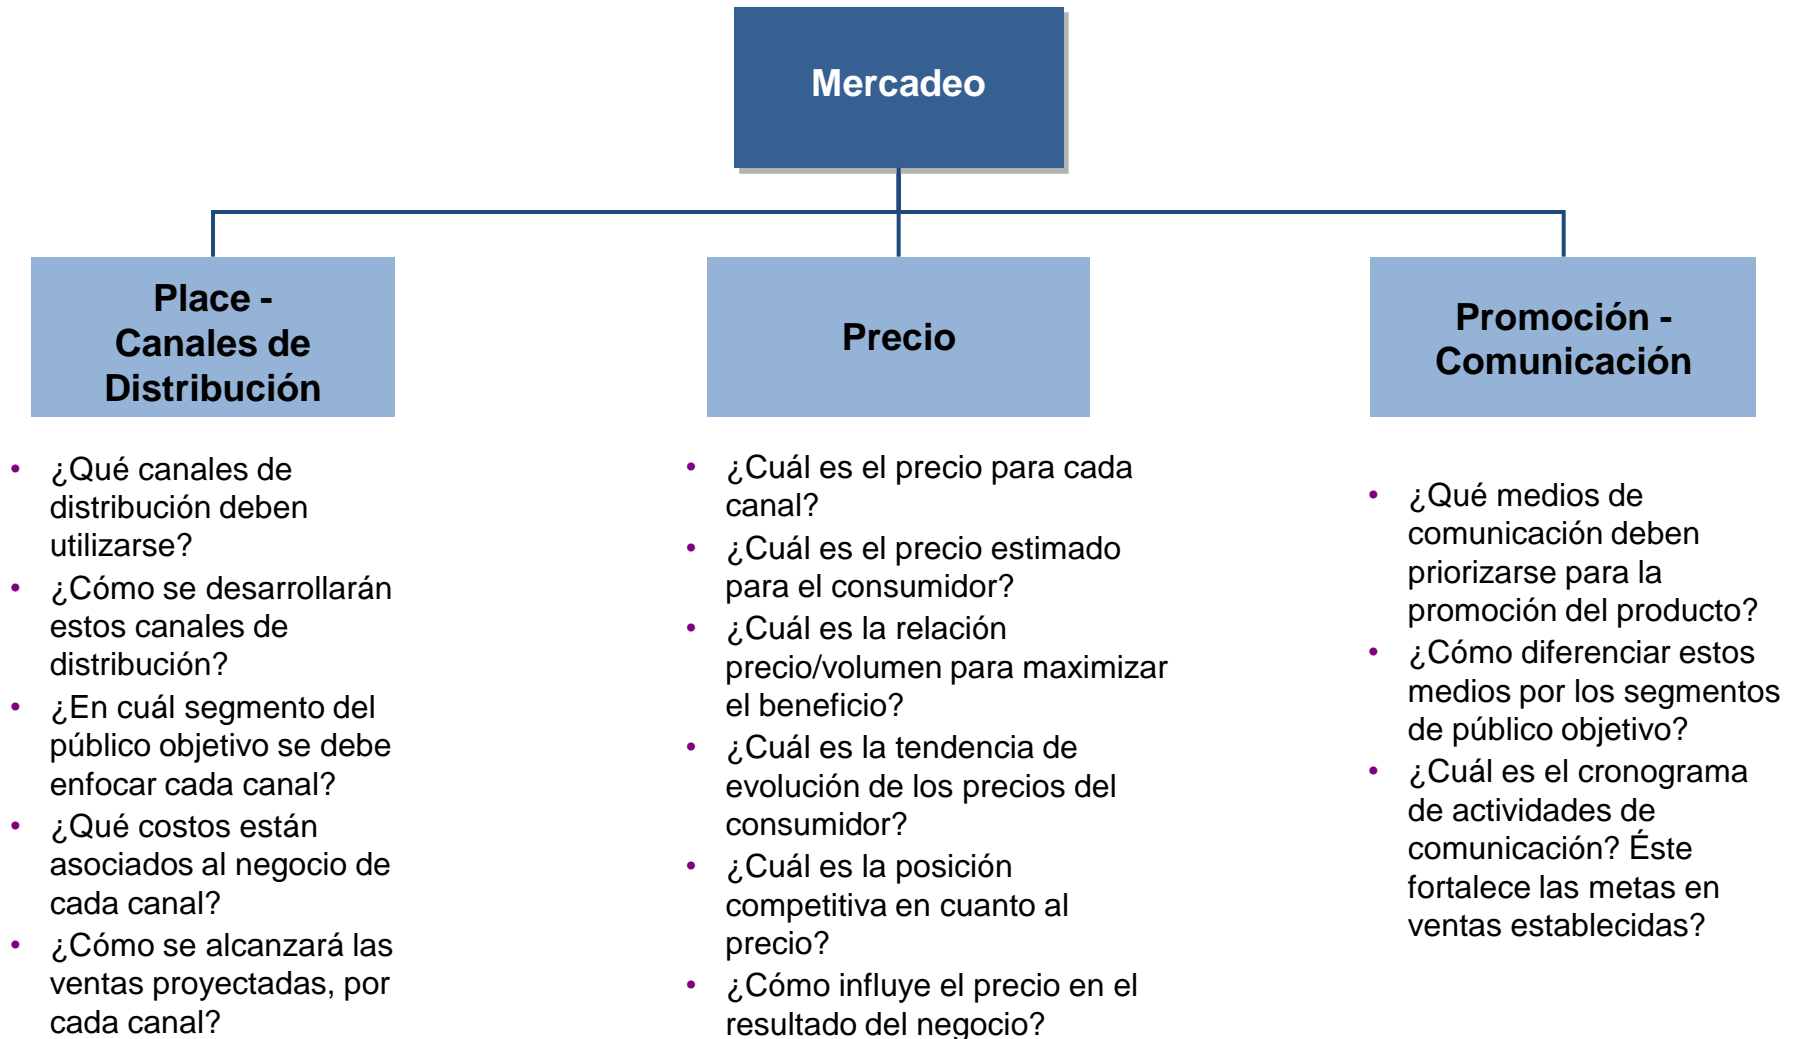 Mercadeo
Place -
Canales de
Distribución
Precio
Promoción -
Comunicación
• ¿Qué canales de
distribución deben
utilizarse?
• ¿Cómo se desarrollarán
estos canales de
distribución?
• ¿En cuál segmento del
público objetivo se debe
enfocar cada canal?
• ¿Qué costos están
asociados al negocio de
cada canal?
• ¿Cómo se alcanzará las
ventas proyectadas, por
cada canal?
• ¿Cuál es el precio para cada
canal?
• ¿Cuál es el precio estimado
para el consumidor?
• ¿Cuál es la relación
precio/volumen para maximizar
el beneficio?
• ¿Cuál es la tendencia de
evolución de los precios del
consumidor?
• ¿Cuál es la posición
competitiva en cuanto al
precio?
• ¿Cómo influye el precio en el
resultado del negocio?
• ¿Qué medios de
comunicación deben
priorizarse para la
promoción del producto?
• ¿Cómo diferenciar estos
medios por los segmentos
de público objetivo?
• ¿Cuál es el cronograma
de actividades de
comunicación? Éste
fortalece las metas en
ventas establecidas?